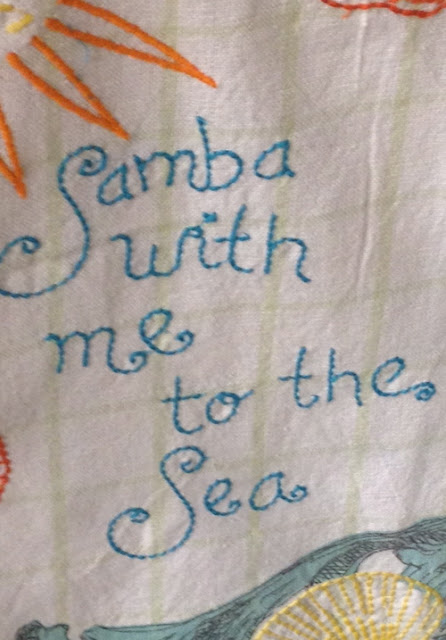 Samba
with
me
to the
Sea